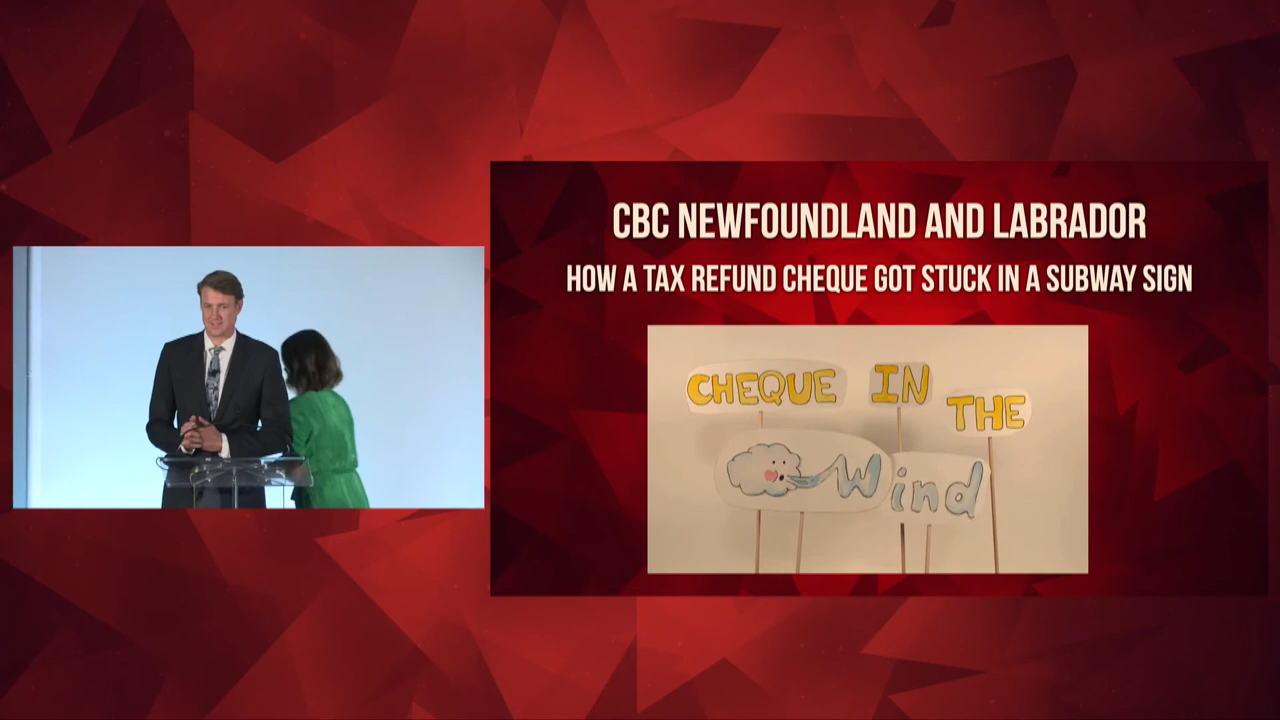 CBC NEWFOUNDLAND AND LABRADOR
HOW A TAX REFUND CHEQUE GOT STUCK IN A SUBWAY SIGN
CHEQUE IN THE
Wind